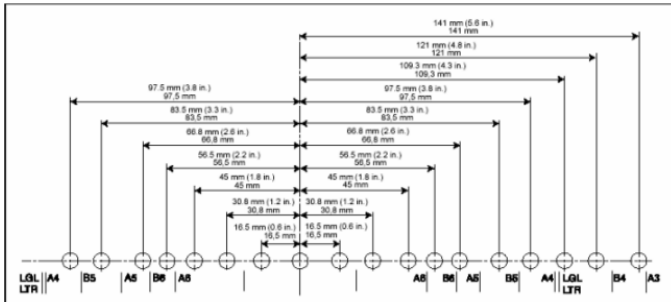 141 mm (5.6 in.)
141 mm
121 mm (4.8 in.)
121 mm
109.3 mm (4.3 in.)
109,3 mm
97.5 mm (3.8 in.) 97.5 mm (3.8 in.)
97,5 mm 97,5 mm
83.5 mm (3.3 in.) 83.5 mm (3.3 in.)
83,5 mm 83,5 mm
66.8 mm (2.6 in.) 66.8 mm (2.6 in.)
66,8 mm 66,8 mm
56.5 mm (2.2 in.) 56.5 mm (2.2 in.)
56,5 mm 56,5 mm
45 mm (1.8 in.) 45 mm (1.8 in.)
45 mm 45 mm
30.8 mm (1.2 in.) 30.8 mm (1.2 in.)
30,8 mm 30,8 mm
16.5 mm (0.6 in.) 16.5 mm (0.6 in.)
16,5 mm 16,5 mm
LGL A4 B5 A5 B6 A6 A6 B6 A5 B5 A4 LGL B4 A3
LTR LTR